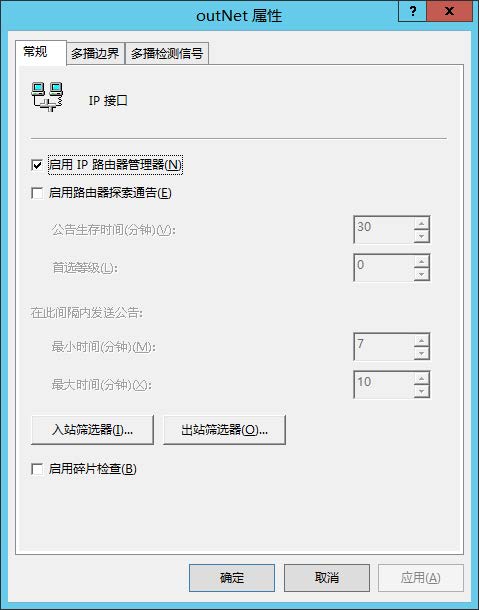 outNet 属性
? x
常规 多播边界 多播检测信号
IP 接口
启用 IP 路由器管理器(N)
启用路由器探索通告(E)
公告生存时间(分钟)(V): 30
首选等级(L): 0
在此间隔内发送公告:
最小时间(分钟)(M): 7
最大时间(分钟)(X): 10
入站筛选器(I)... 出站筛选器(O)...
启用碎片检查(B)
确定 取消 应用(A)